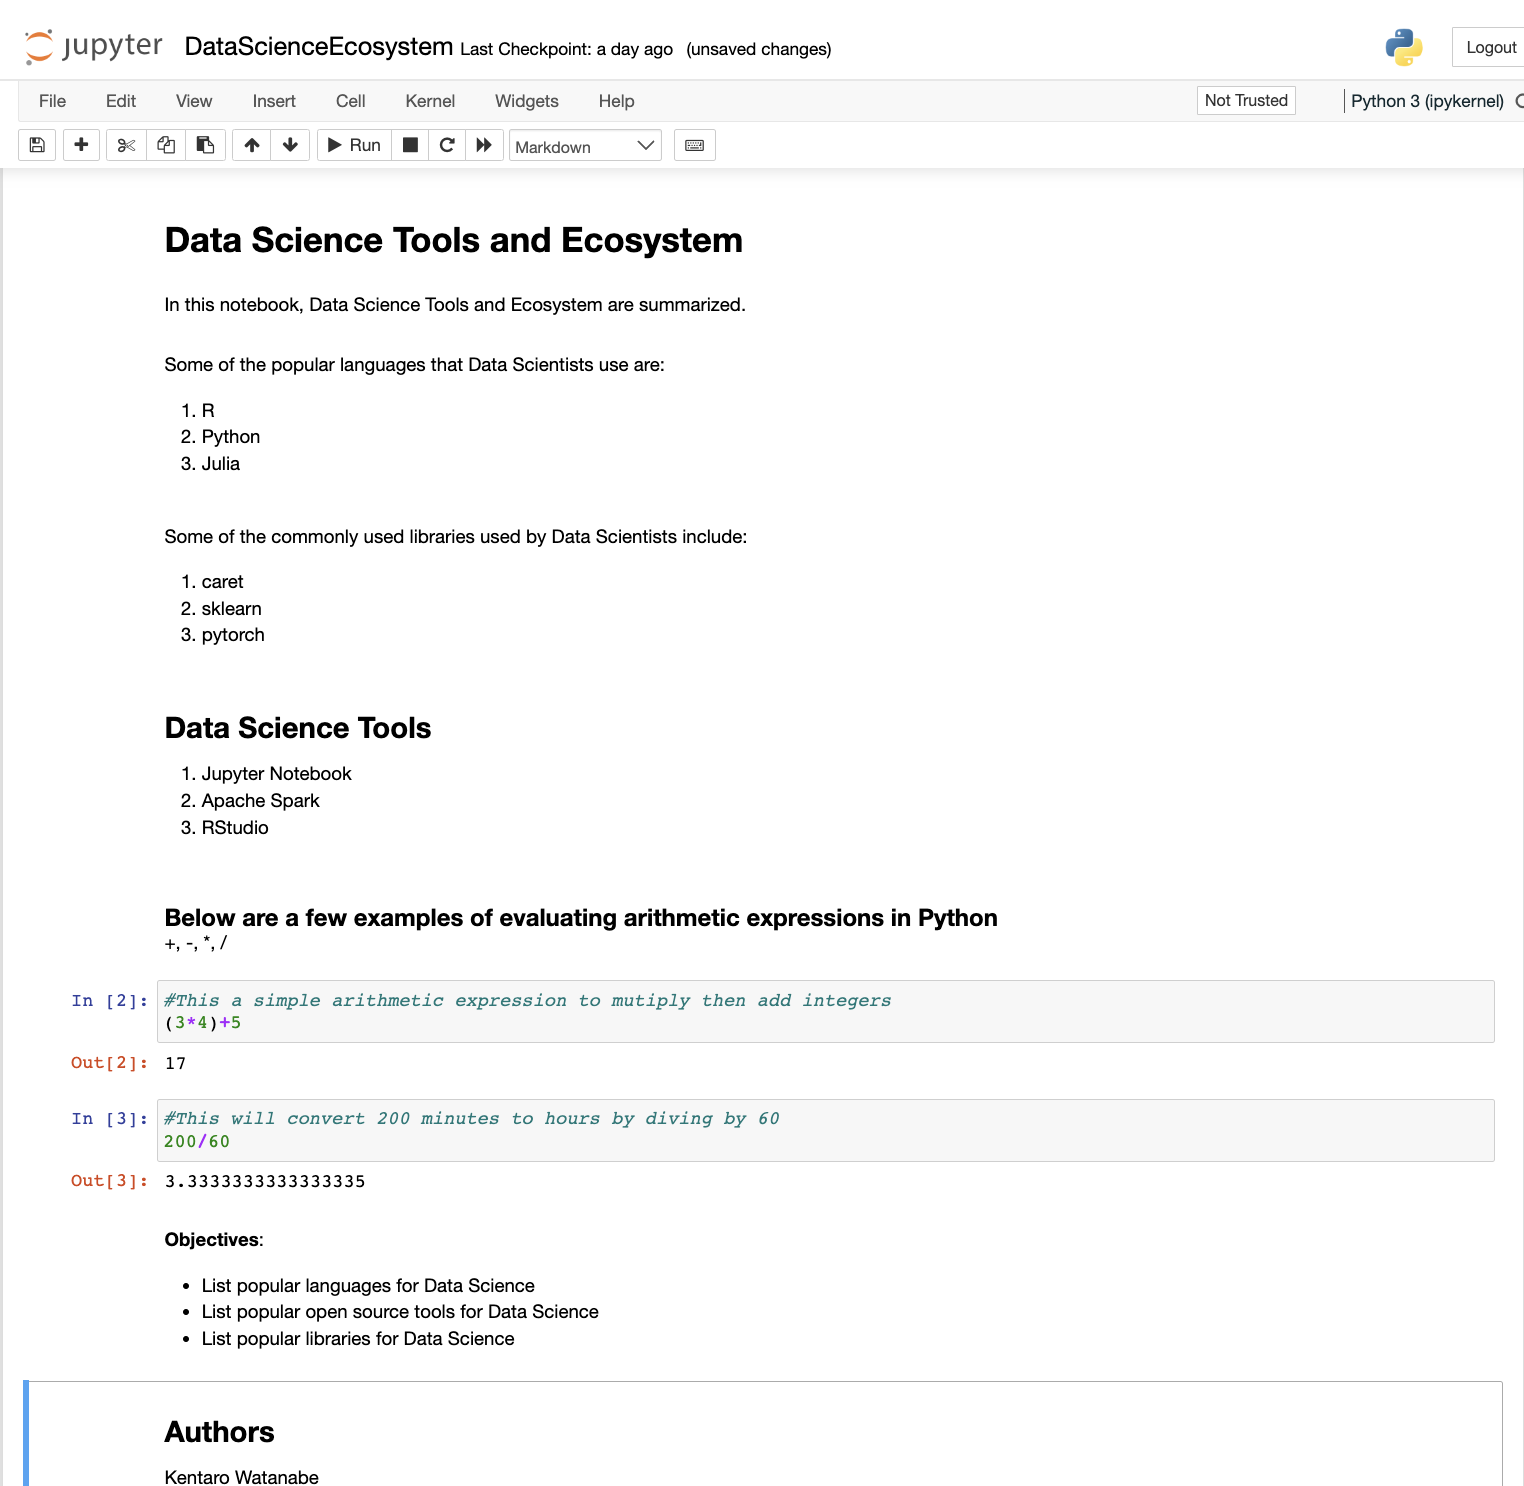 jupyter DataScienceEcosystem Last Checkpoint: a day ago (unsaved changes) Logout
File Edit View Insert Cell Kernel Widgets Help Not Trusted Python 3 (ipykernel)
Run Markdown
Data Science Tools and Ecosystem
In this notebook, Data Science Tools and Ecosystem are summarized.
Some of the popular languages that Data Scientists use are:
1. R
2. Python
3. Julia
Some of the commonly used libraries used by Data Scientists include:
1. caret
2. sklearn
3. pytorch
Data Science Tools
1. Jupyter Notebook
2. Apache Spark
3. RStudio
Below are a few examples of evaluating arithmetic expressions in Python
+, -, *, /
In [2]: #This a simple arithmetic expression to mutiply then add integers
(3*4)+5
Out[2]: 17
In [3]: #This will convert 200 minutes to hours by diving by 60
200/60
Out[3]: 3.3333333333333335
Objectives:
• List popular languages for Data Science
• List popular open source tools for Data Science
• List popular libraries for Data Science
Authors
Kentaro Watanabe